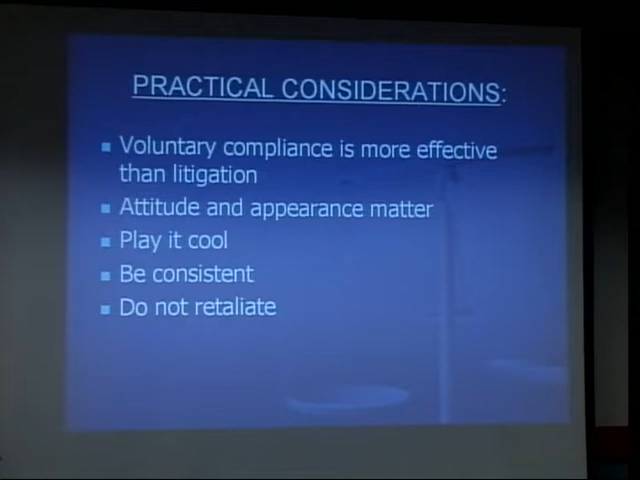 PRACTICAL CONSIDERATIONS:
Voluntary compliance is more effective
than litigation
Attitude and appearance matter
Play it cool
Be consistent
Do not retaliate